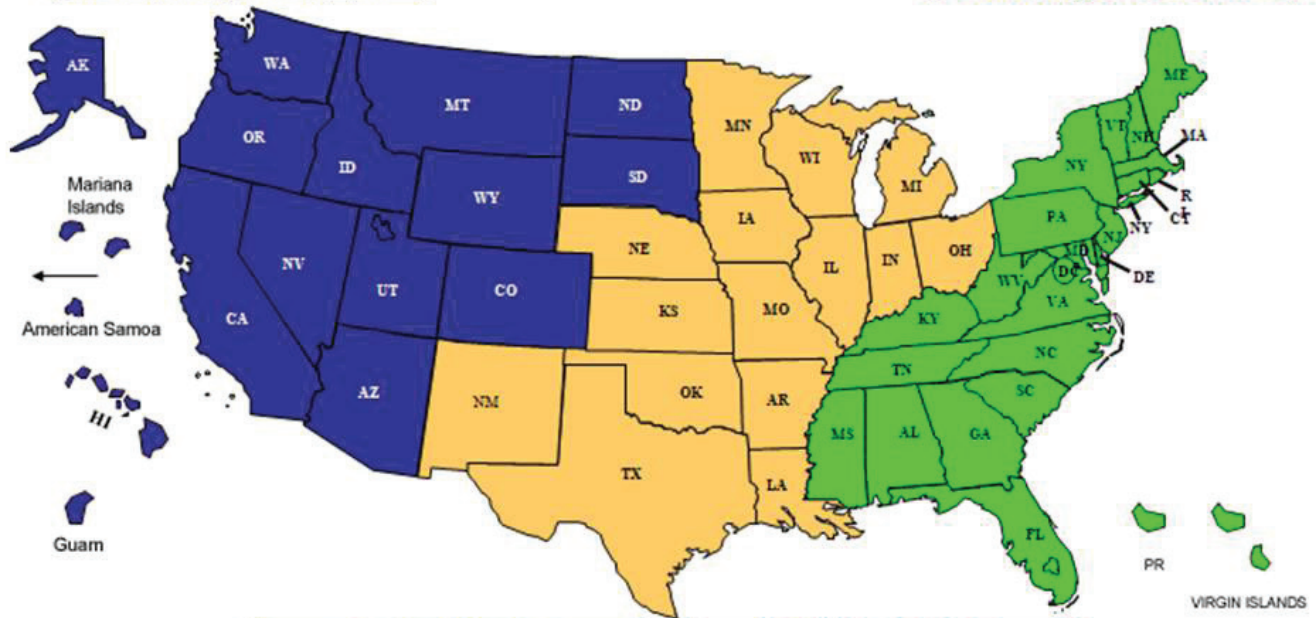 AK
WA
MT
ND
MN
ME
OR
ID
SD
WI
MI
VT
NH
MA
NY
Mariana
Islands
WY
R
I
CT
NY
PA
NJ
NE
IA
IL
IN
OH
MD
DE
DC
NV
UT
CO
WV
VA
CA
KS
MO
KY
American Samoa
NC
TN
AZ
NM
OK
AR
SC
HI
MS
AL
GA
TX
LA
FL
Guam
PR
VIRGIN ISLANDS